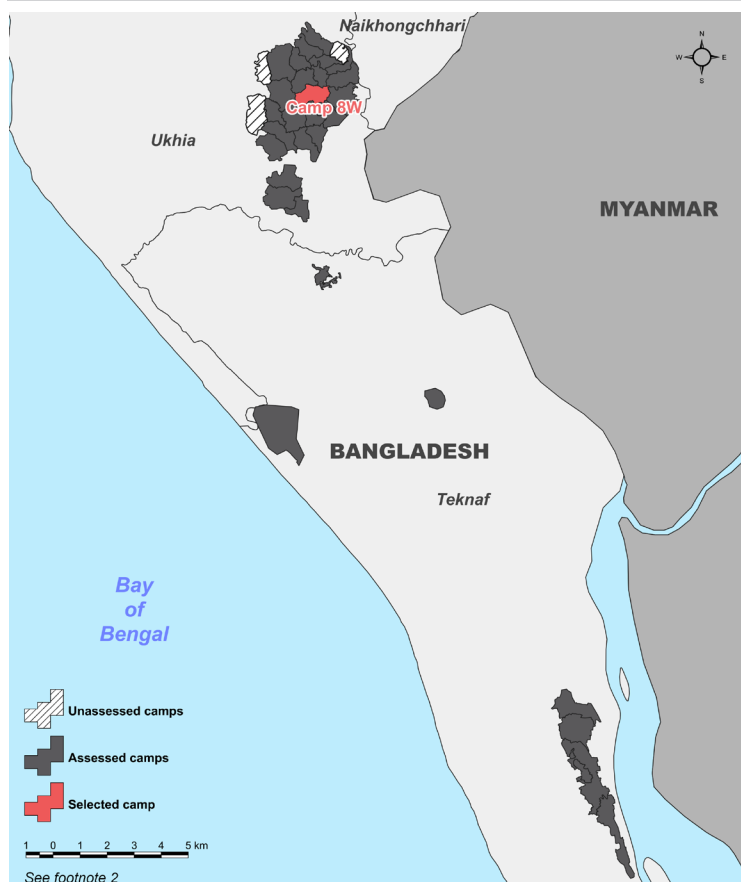 Naikhongchhari
N
W E
S
Camp 8W
Ukhia
MYANMAR
BANGLADESH
Teknaf
Bay
of
Bengal
Unassessed camps
Assessed camps
Selected camp
1 0 1 2 3 4 5 km
See footnote 2